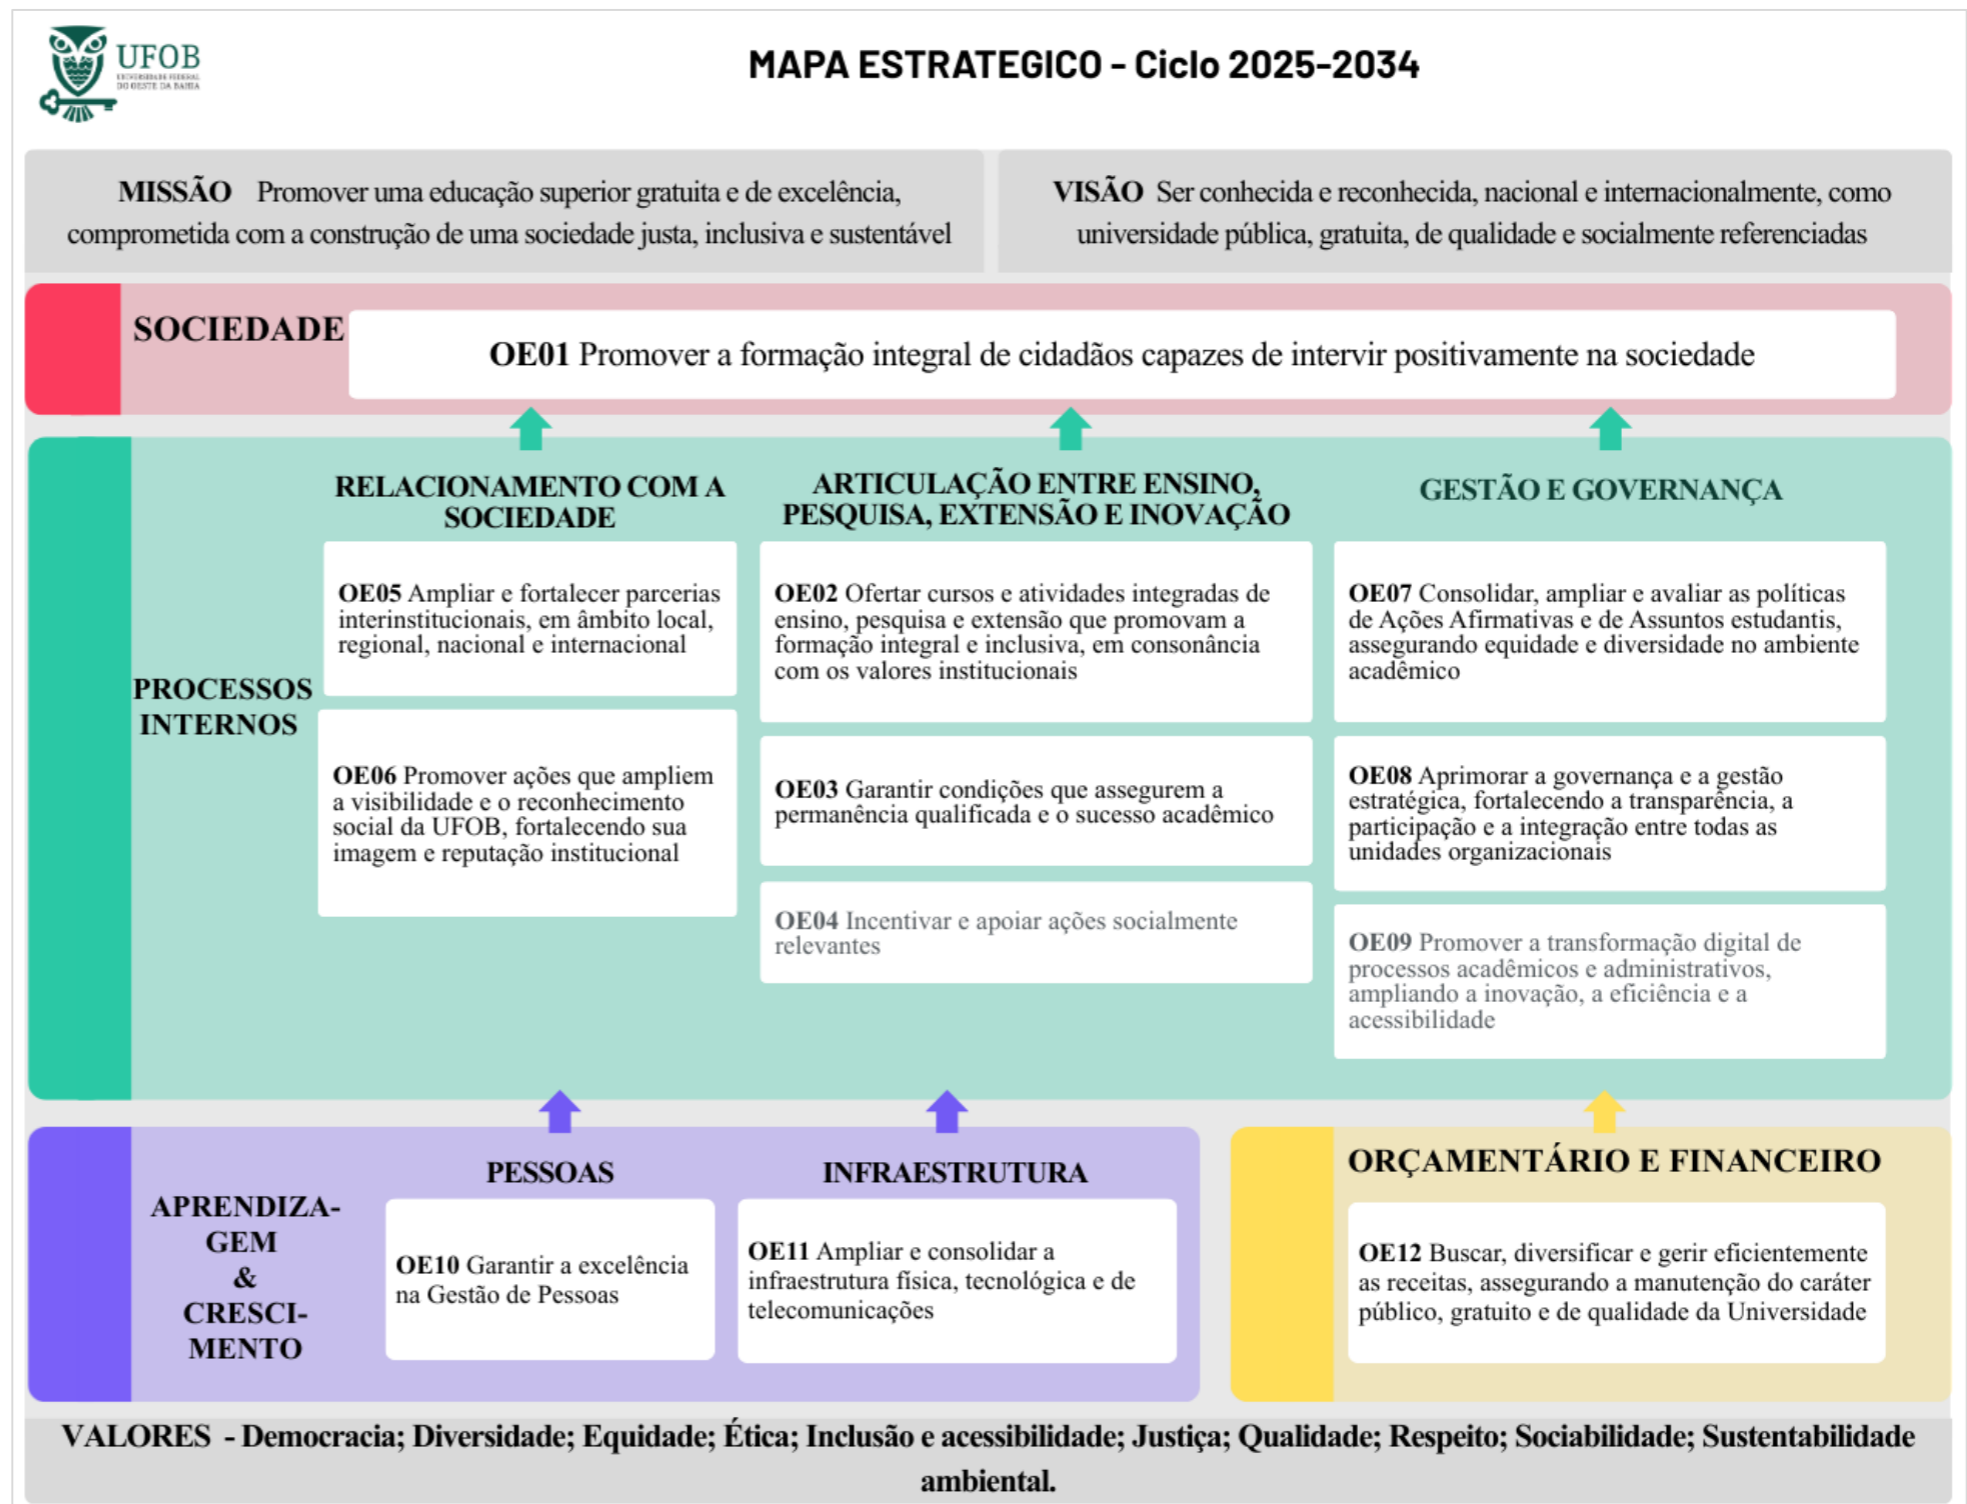 UFOB
UNIVERSIDADE FEDERAL
DO OESTE DA BAHIA
MAPA ESTRATEGICO - Ciclo 2025-2034
MISSÃO Promover uma educação superior gratuita e de excelência,
comprometida com a construção de uma sociedade justa, inclusiva e sustentável
VISÃO Ser conhecida e reconhecida, nacional e internacionalmente, como
universidade pública, gratuita, de qualidade e socialmente referenciadas
SOCIEDADE
OE01 Promover a formação integral de cidadãos capazes de intervir positivamente na sociedade
PROCESSOS
INTERNOS
RELACIONAMENTO COM A
SOCIEDADE
OE05 Ampliar e fortalecer parcerias
interinstitucionais, em âmbito local,
regional, nacional e internacional
OE06 Promover ações que ampliem
a visibilidade e o reconhecimento
social da UFOB, fortalecendo sua
imagem e reputação institucional
ARTICULAÇÃO ENTRE ENSINO,
PESQUISA, EXTENSÃO E INOVAÇÃO
OE02 Ofertar cursos e atividades integradas de
ensino, pesquisa e extensão que promovam a
formação integral e inclusiva, em consonância
com os valores institucionais
OE03 Garantir condições que assegurem a
permanência qualificada e o sucesso acadêmico
OE04 Incentivar e apoiar ações socialmente
relevantes
GESTÃO E GOVERNANÇA
OE07 Consolidar, ampliar e avaliar as políticas
de Ações Afirmativas e de Assuntos estudantis,
assegurando equidade e diversidade no ambiente
acadêmico
OE08 Aprimorar a governança e a gestão
estratégica, fortalecendo a transparência, a
participação e a integração entre todas as
unidades organizacionais
OE09 Promover a transformação digital de
processos acadêmicos e administrativos,
ampliando a inovação, a eficiência e a
acessibilidade
APRENDIZA-
GEM
&
CRESCI-
MENTO
PESSOAS
OE10 Garantir a excelência
na Gestão de Pessoas
INFRAESTRUTURA
OE11 Ampliar e consolidar a
infraestrutura física, tecnológica e de
telecomunicações
ORÇAMENTÁRIO E FINANCEIRO
OE12 Buscar, diversificar e gerir eficientemente
as receitas, assegurando a manutenção do caráter
público, gratuito e de qualidade da Universidade
VALORES - Democracia; Diversidade; Equidade; Ética; Inclusão e acessibilidade; Justiça; Qualidade; Respeito; Sociabilidade; Sustentabilidade
ambiental.